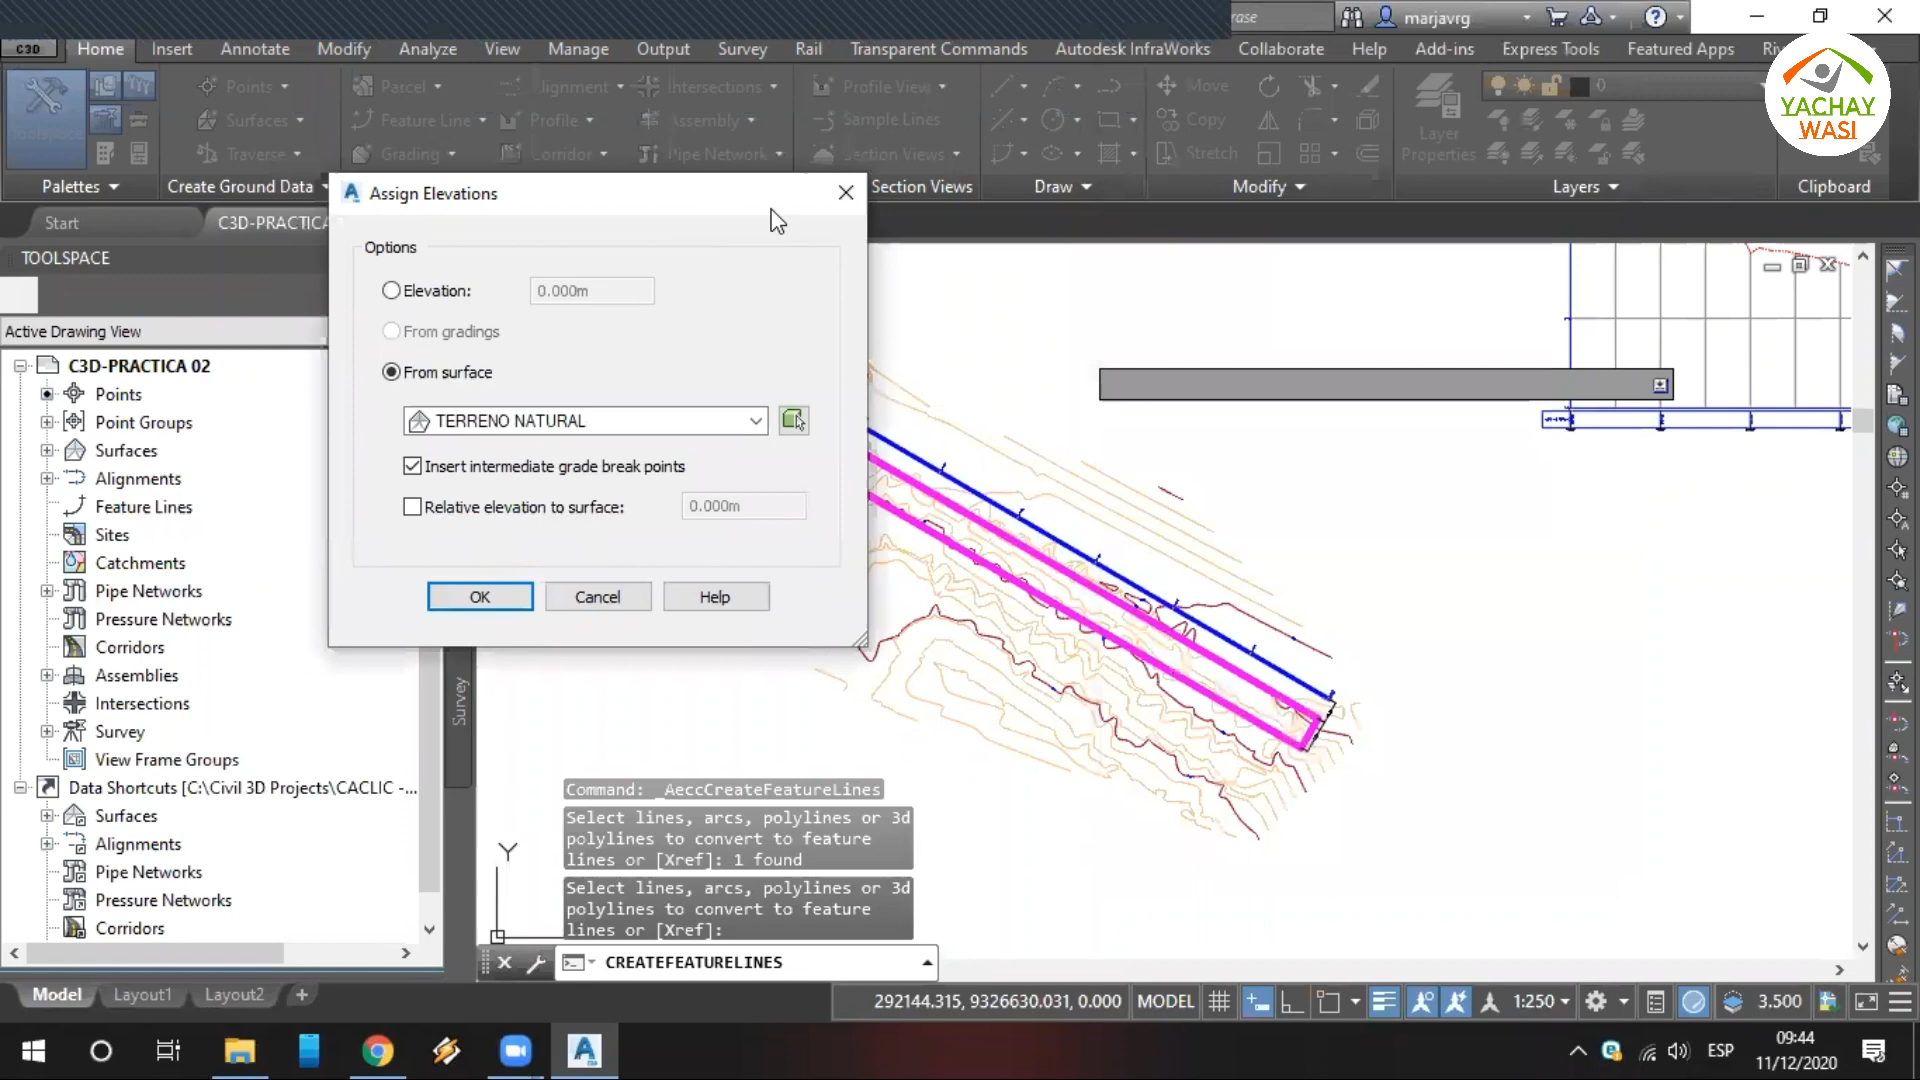 marjavrg
C3D
Home Insert Annotate Modify Analyze View Manage Output Survey Rail Transparent Commands Autodesk InfraWorks Collaborate Help Add-ins Express Tools Featured Apps
YACHAY
WASI
Points Parcel Intersections Profile View Move 0
Surfaces Feature Line Profile Assembly Sample Lines Copy Layer
Traverse Grading Corridor Pipe Network Section Views Stretch Properties
Palettes Create Ground Data Section Views Draw Modify Layers Clipboard
Start C3D-PRACTICA
TOOLSPACE
Active Drawing View
C3D-PRACTICA 02
Points
Point Groups
Surfaces
Alignments
Feature Lines
Sites
Catchments
Pipe Networks
Pressure Networks
Corridors
Assemblies
Intersections
Survey
View Frame Groups
Data Shortcuts [C:\Civil 3D Projects\CACLIC -...
Surfaces
Alignments
Pipe Networks
Pressure Networks
Corridors
Survey
Assign Elevations
Options
Elevation: 0.000m
From gradings
From surface
TERRENO NATURAL
Insert intermediate grade break points
Relative elevation to surface: 0.000m
OK Cancel Help
Y
Command: _AeccCreateFeatureLines
Select lines, arcs, polylines or 3d
polylines to convert to feature
lines or [Xref]: 1 found
Select lines, arcs, polylines or 3d
polylines to convert to feature
lines or [Xref]:
CREATEFEATURELINES
Model Layout1 Layout2 +
292144.315, 9326630.031, 0.000 MODEL 1:250 3.500
ESP
09:44
11/12/2020